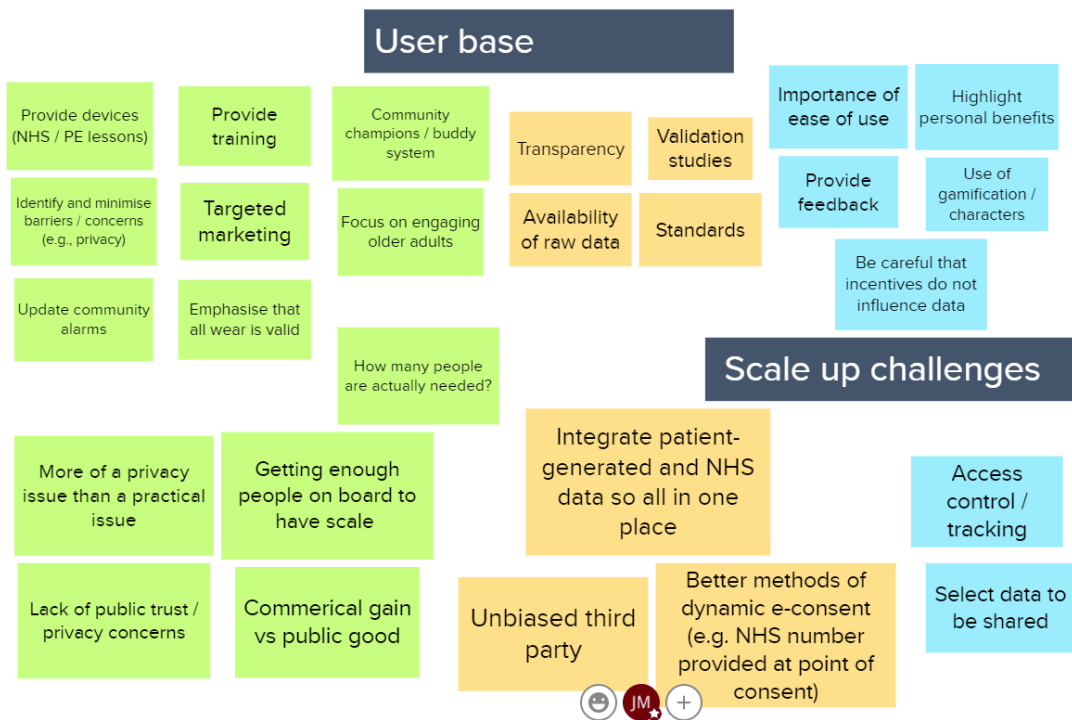 User base
Provide devices
(NHS / PE lessons)
Provide
training
Community
champions / buddy
system
Identify and minimise
barriers / concerns
(e.g., privacy)
Targeted
marketing
Focus on engaging
older adults
Update community
alarms
Emphasise that
all wear is valid
How many people
are actually needed?
Transparency
Validation
studies
Availability
of raw data
Standards
Importance of
ease of use
Highlight
personal benefits
Provide
feedback
Use of
gamification /
characters
Be careful that
incentives do not
influence data
Scale up challenges
More of a privacy
issue than a practical
issue
Getting enough
people on board to
have scale
Lack of public trust /
privacy concerns
Commerical gain
vs public good
Integrate patient-
generated and NHS
data so all in one
place
Unbiased third
party
Better methods of
dynamic e-consent
(e.g. NHS number
provided at point of
consent)
Access
control /
tracking
Select data to
be shared
JM